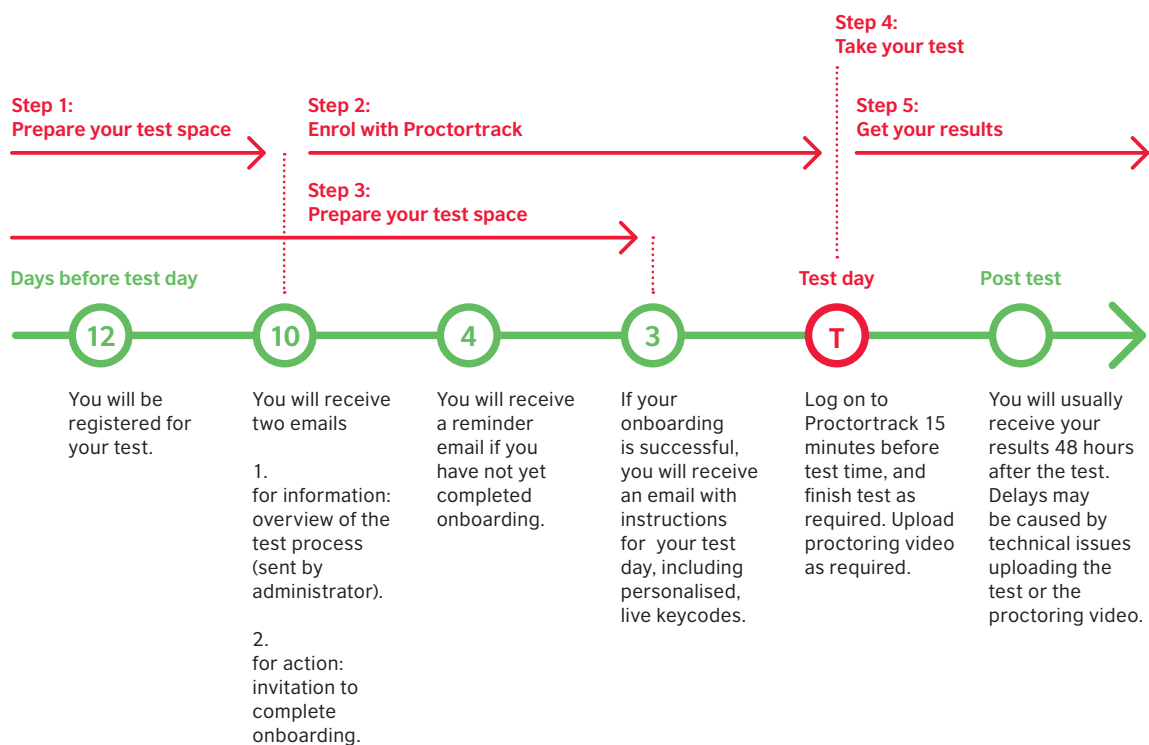 Step 4:
Take your test
Step 1:
Prepare your test space
Step 2:
Enrol with Proctortrack
Step 5:
Get your results
Step 3:
Prepare your test space
Days before test day
Test day
Post test
12
10
4
3
T
You will be
registered for
your test.
You will receive
two emails
1.
for information:
overview of the
test process
(sent by
administrator).
2.
for action:
invitation to
complete
onboarding.
You will receive
a reminder
email if you
have not yet
completed
onboarding.
If your
onboarding
is successful,
you will receive
an email with
instructions
for your test
day, including
personalised,
live keycodes.
Log on to
Proctortrack 15
minutes before
test time, and
finish test as
required. Upload
proctoring video
as required.
You will usually
receive your
results 48 hours
after the test.
Delays may
be caused by
technical issues
uploading the
test or the
proctoring video.